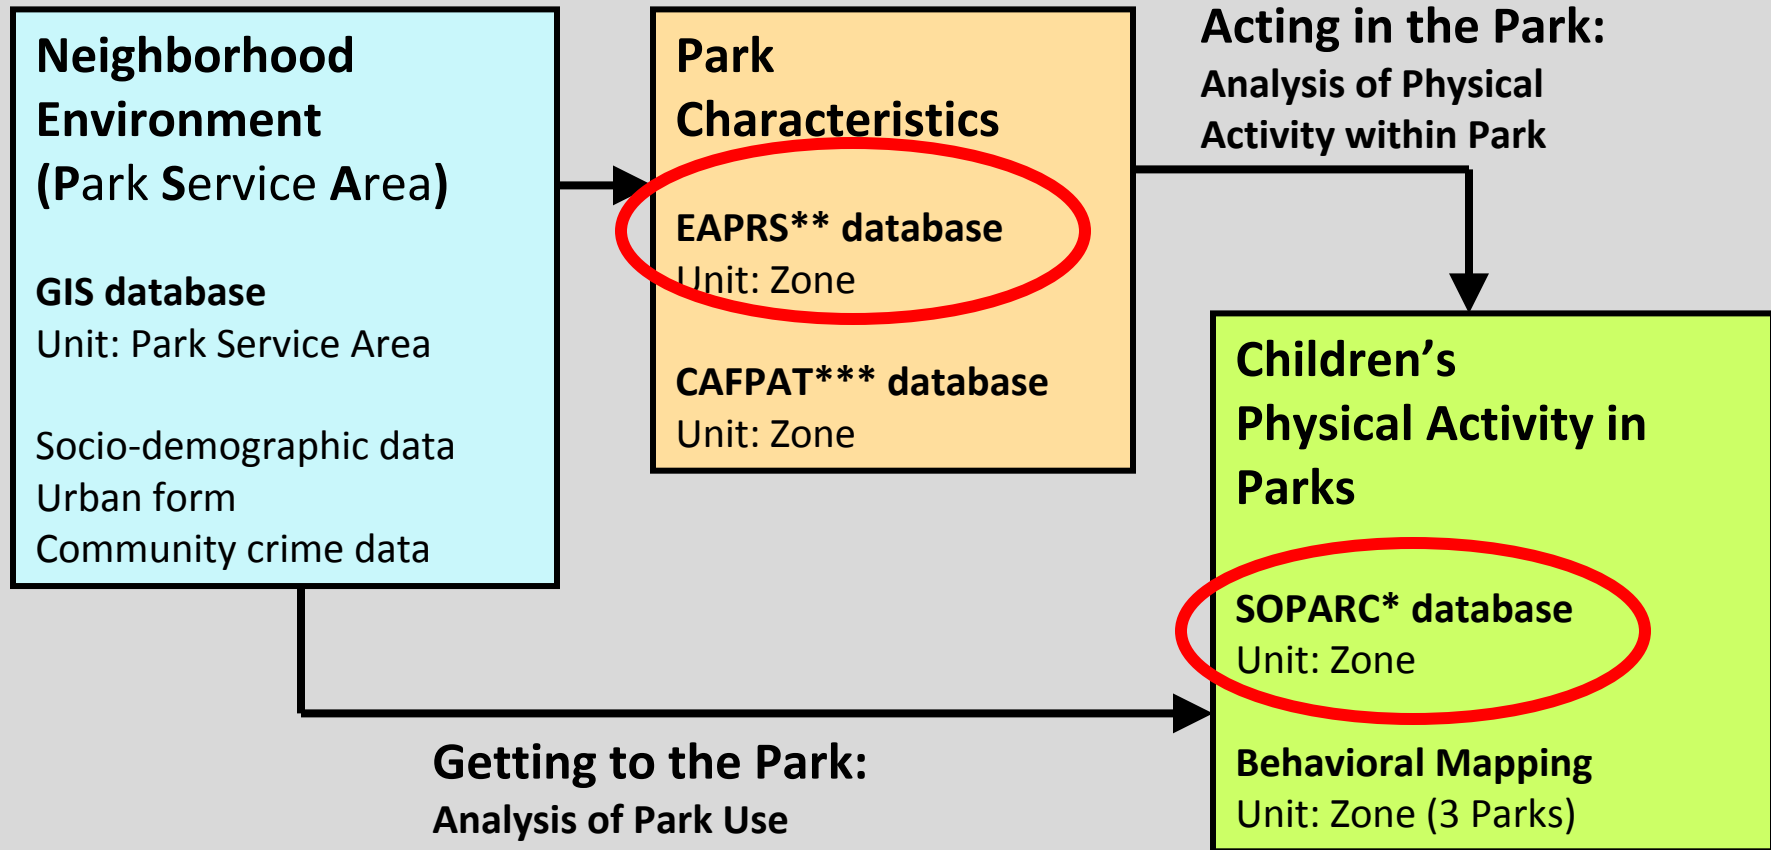 Neighborhood
Environment
(Park Service Area)
GIS database
Unit: Park Service Area
Socio-demographic data
Urban form
Community crime data
Park
Characteristics
EAPRS** database
Unit: Zone
CAFPAT*** database
Unit: Zone
Acting in the Park:
Analysis of Physical
Activity within Park
Children’s
Physical Activity in
Parks
SOPARC* database
Unit: Zone
Behavioral Mapping
Unit: Zone (3 Parks)
Getting to the Park:
Analysis of Park Use